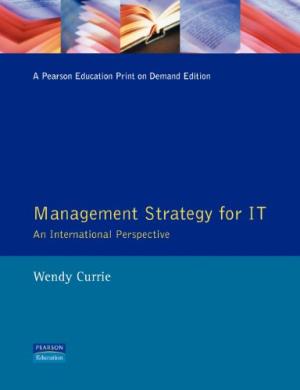 A Pearson Education Print on Demand Edition
Management Strategy for IT
An International Perspective
Wendy Currie
PEARSON
Education